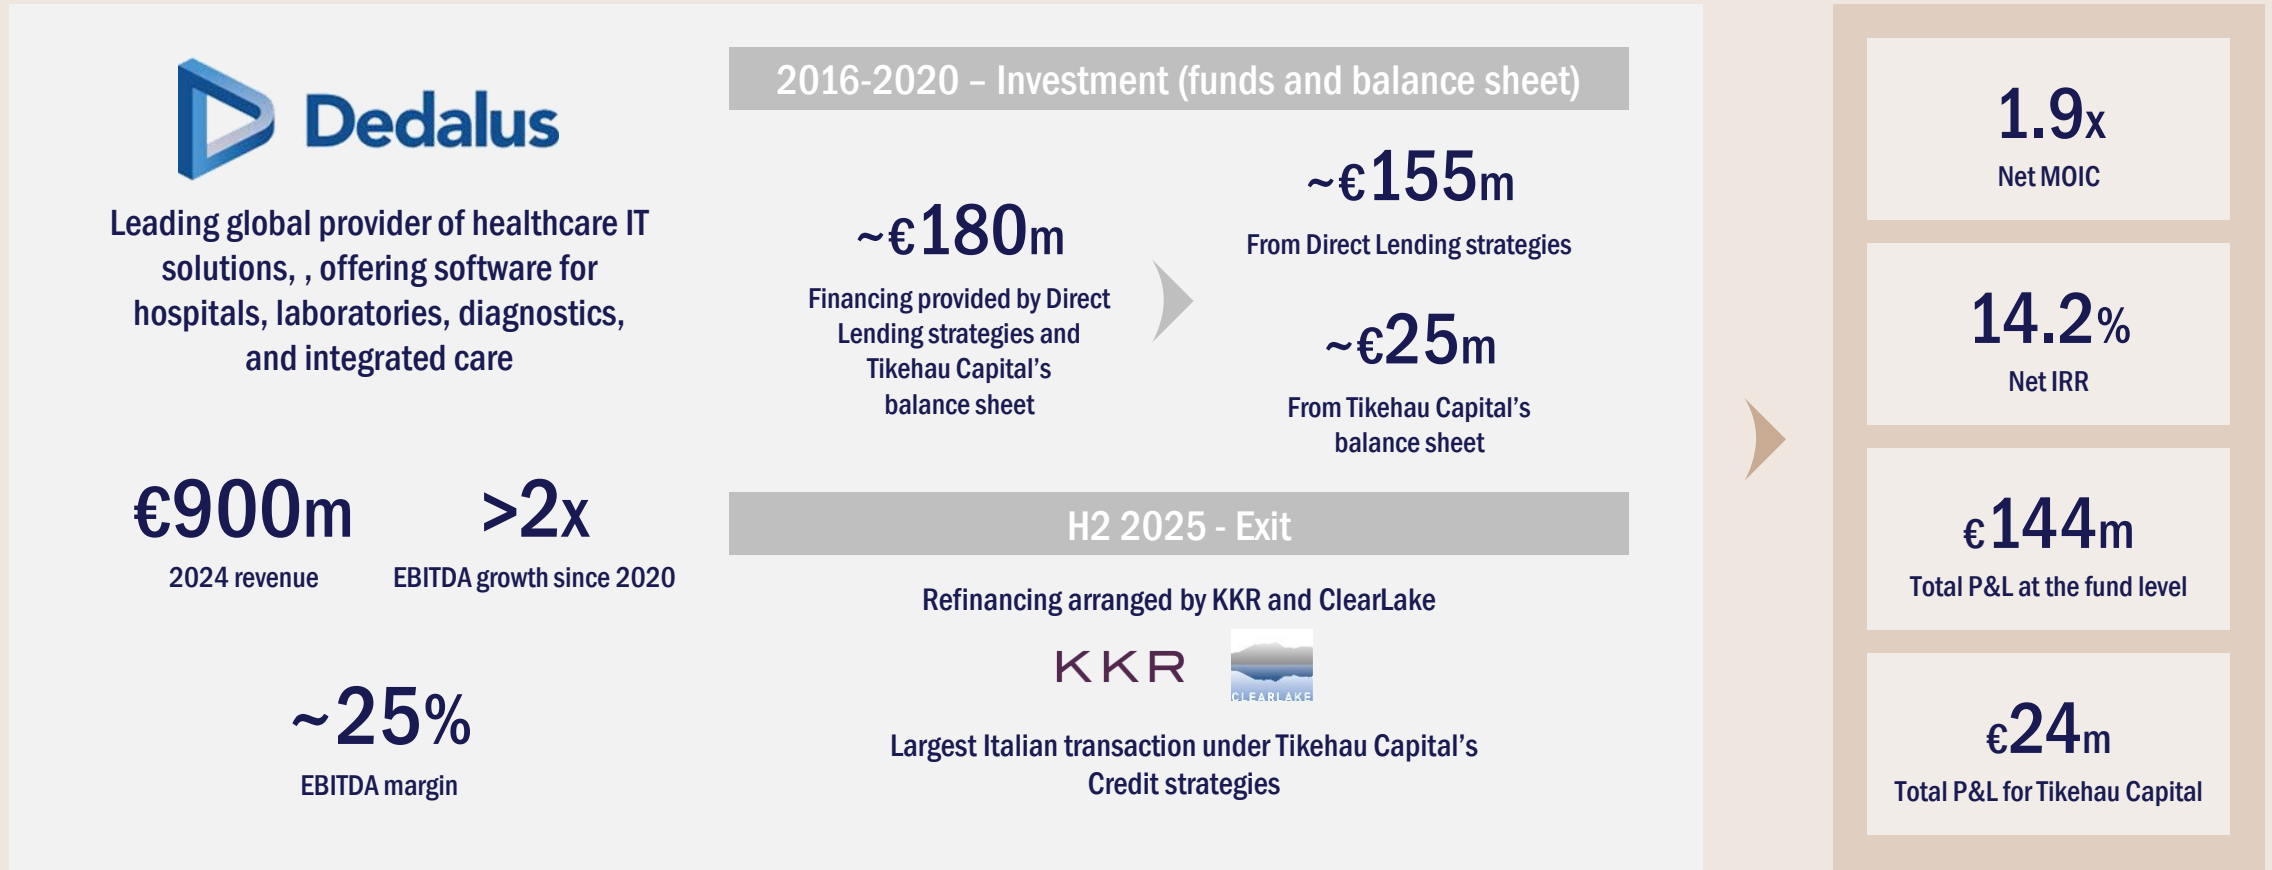 Dedalus
Leading global provider of healthcare IT
solutions, , offering software for
hospitals, laboratories, diagnostics,
and integrated care
€900m
2024 revenue
>2x
EBITDA growth since 2020
~25%
EBITDA margin
2016-2020 – Investment (funds and balance sheet)
~€180m
Financing provided by Direct
Lending strategies and
Tikehau Capital’s
balance sheet
~€155m
From Direct Lending strategies
~€25m
From Tikehau Capital’s
balance sheet
H2 2025 - Exit
Refinancing arranged by KKR and ClearLake
KKR
CLEARLAKE
Largest Italian transaction under Tikehau Capital’s
Credit strategies
1.9x
Net MOIC
14.2%
Net IRR
€144m
Total P&L at the fund level
€24m
Total P&L for Tikehau Capital